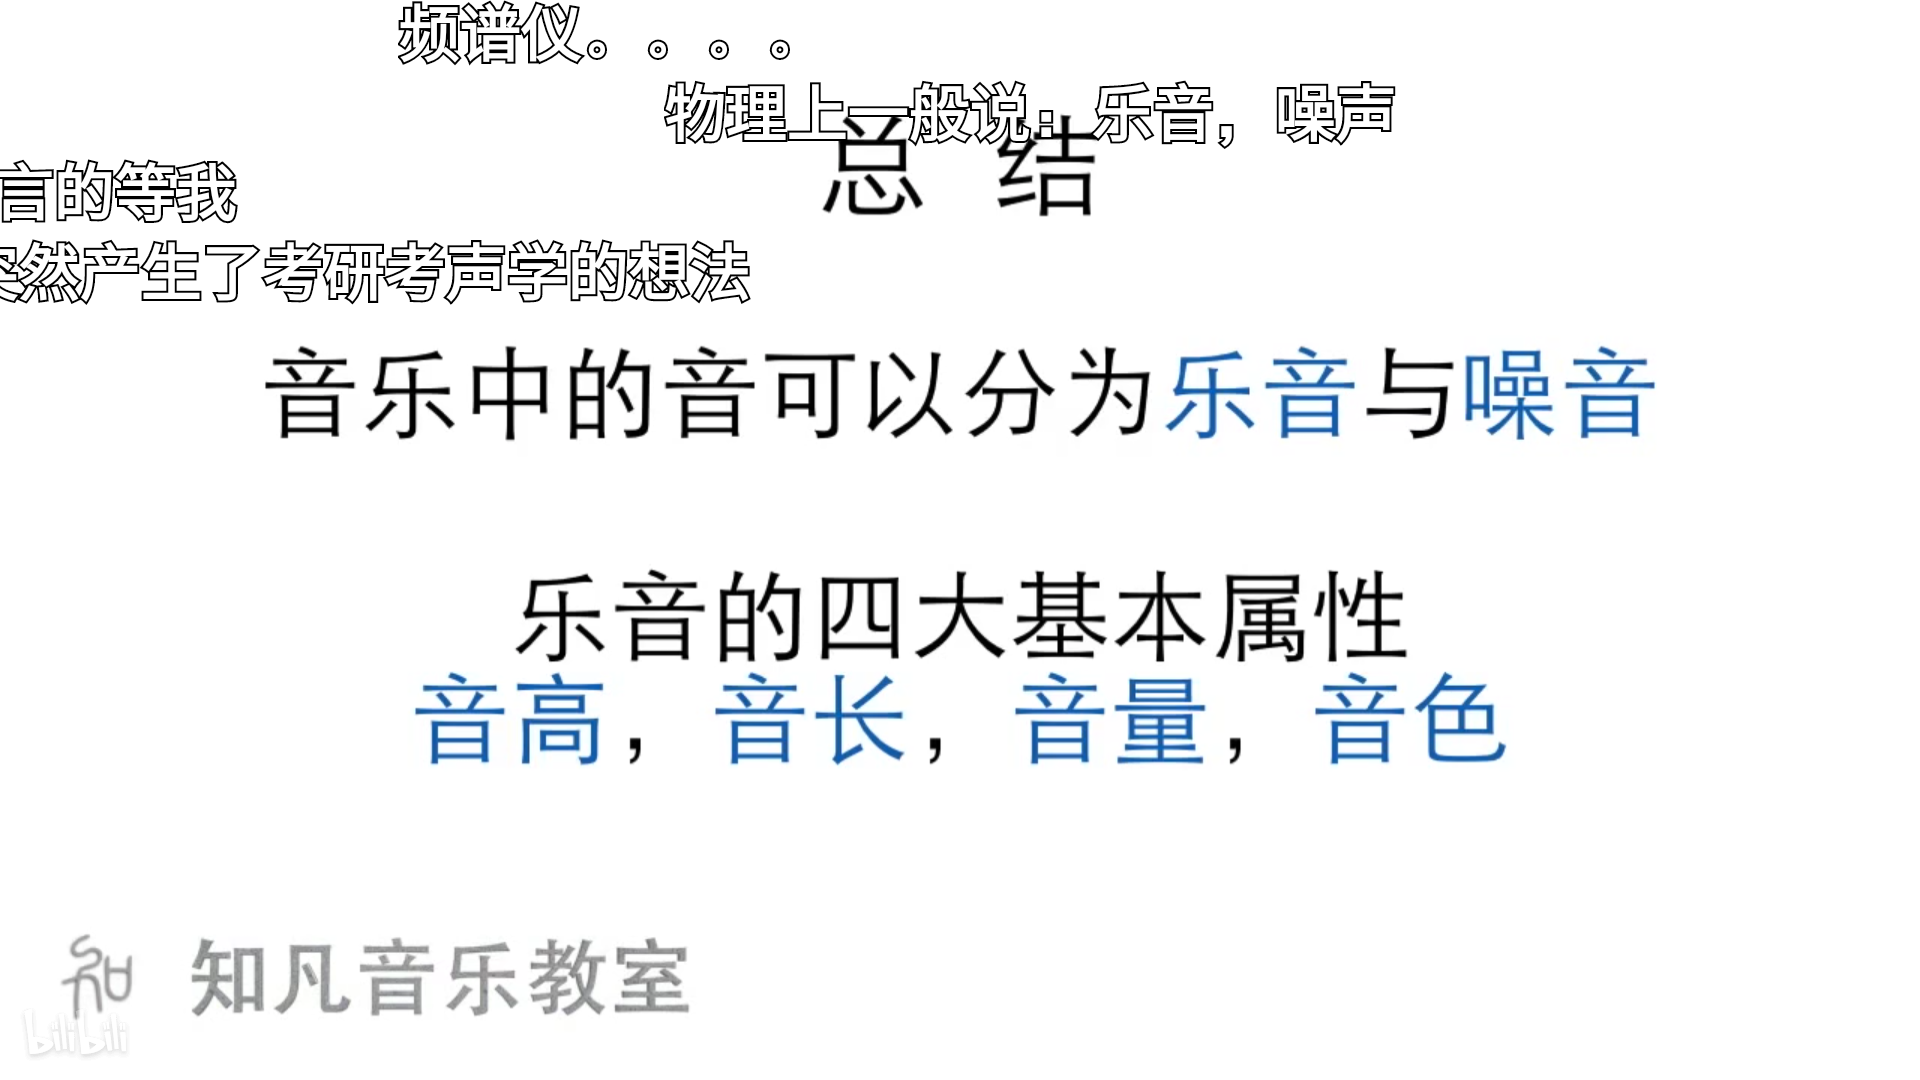 频谱仪。。。。
物理上一般说：乐音，噪声
总 结
言的等我
突然产生了考研考声学的想法
音乐中的音可以分为乐音与噪音
乐音的四大基本属性
音高，音长，音量，音色
知凡音乐教室
bilibili